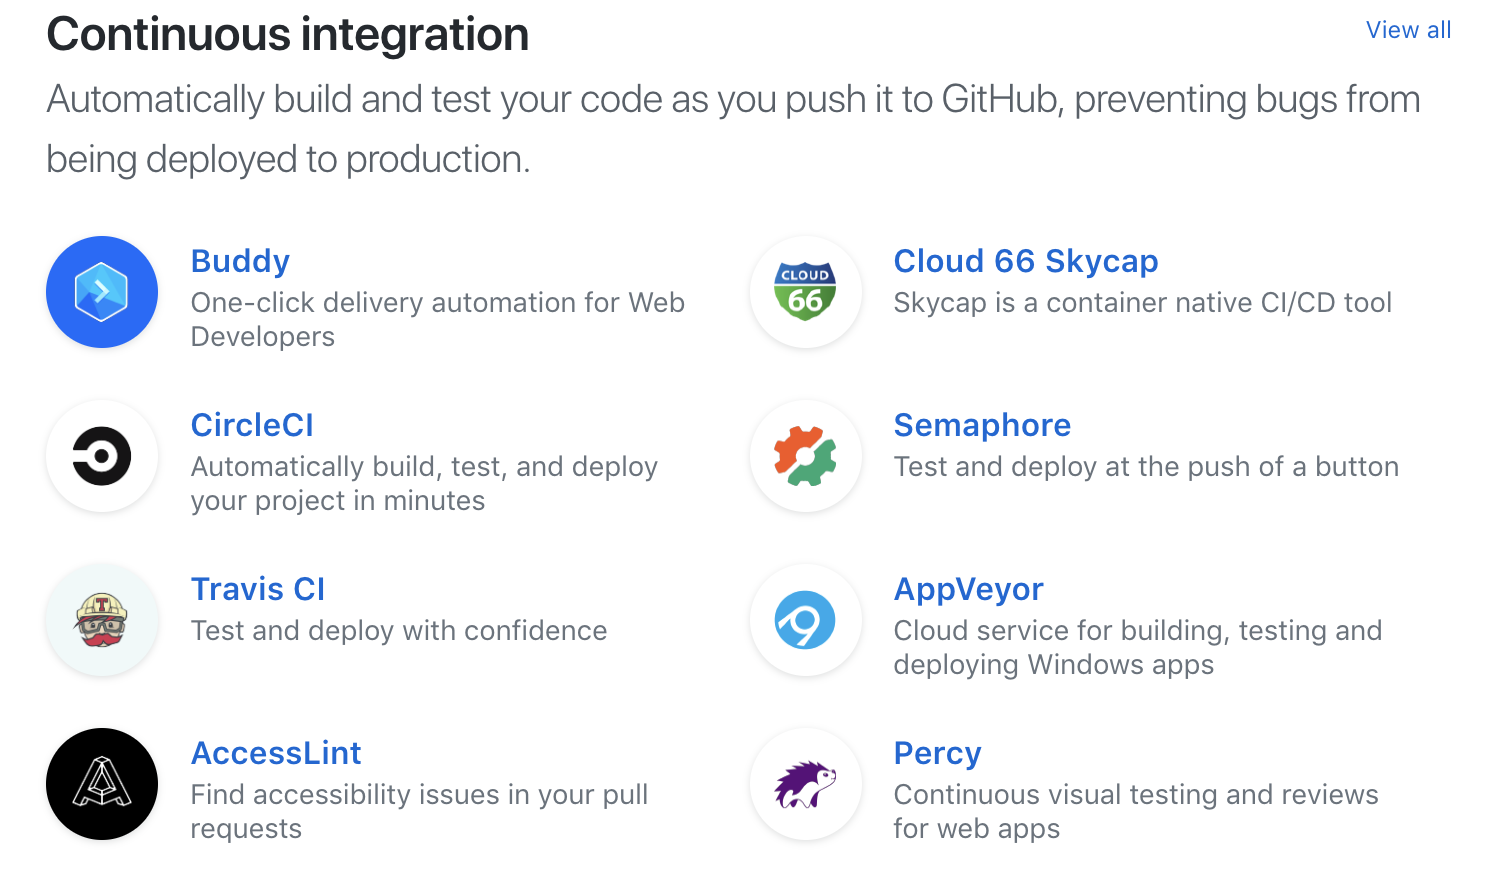 Continuous integration
View all
Automatically build and test your code as you push it to GitHub, preventing bugs from
being deployed to production.
Buddy
One-click delivery automation for Web
Developers
CLOUD
66
Cloud 66 Skycap
Skycap is a container native CI/CD tool
CircleCI
Automatically build, test, and deploy
your project in minutes
Semaphore
Test and deploy at the push of a button
T
Travis CI
Test and deploy with confidence
AppVeyor
Cloud service for building, testing and
deploying Windows apps
AccessLint
Find accessibility issues in your pull
requests
Percy
Continuous visual testing and reviews
for web apps